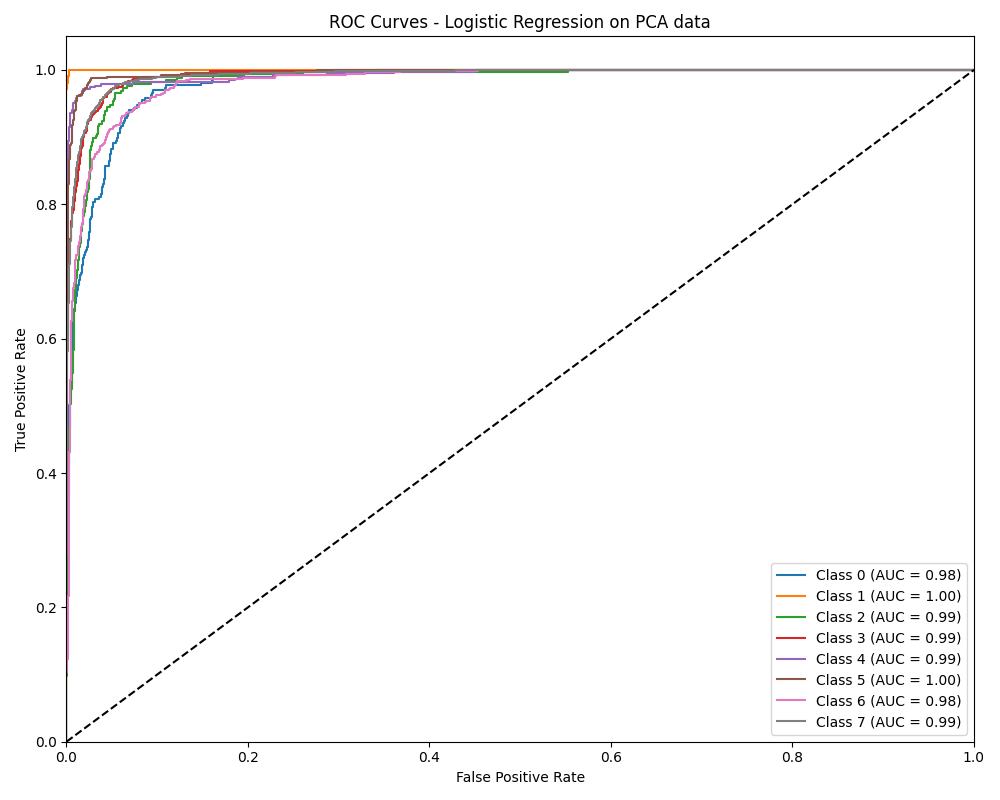 ROC Curves - Logistic Regression on PCA data
True Positive Rate
1.0
0.8
0.6
0.4
0.2
0.0
0.0 0.2 0.4 0.6 0.8 1.0
False Positive Rate
Class 0 (AUC = 0.98)
Class 1 (AUC = 1.00)
Class 2 (AUC = 0.99)
Class 3 (AUC = 0.99)
Class 4 (AUC = 0.99)
Class 5 (AUC = 1.00)
Class 6 (AUC = 0.98)
Class 7 (AUC = 0.99)